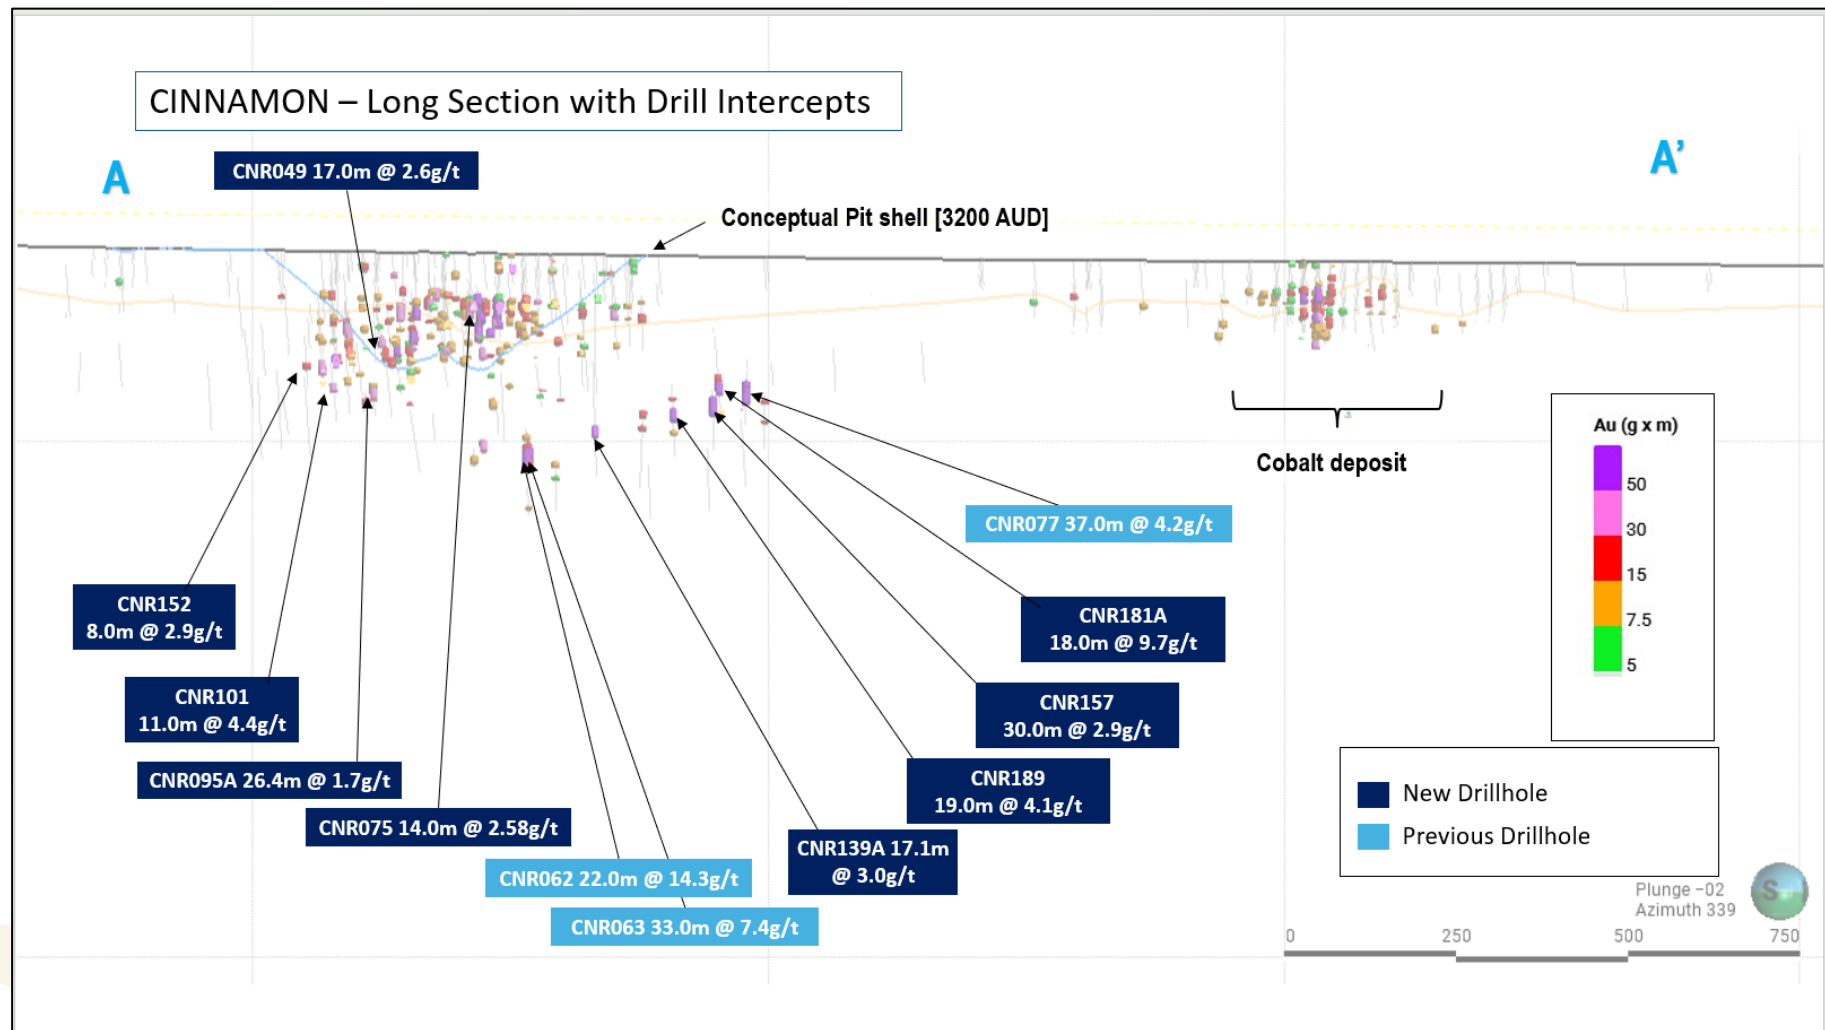 CINNAMON – Long Section with Drill Intercepts
A
CNR049 17.0m @ 2.6g/t
A’
Conceptual Pit shell [3200 AUD]
Au (g x m)
50
30
15
7.5
5
Cobalt deposit
CNR077 37.0m @ 4.2g/t
CNR152
8.0m @ 2.9g/t
CNR181A
18.0m @ 9.7g/t
CNR101
11.0m @ 4.4g/t
CNR157
30.0m @ 2.9g/t
CNR095A 26.4m @ 1.7g/t
CNR189
19.0m @ 4.1g/t
CNR075 14.0m @ 2.58g/t
CNR139A 17.1m
@ 3.0g/t
CNR062 22.0m @ 14.3g/t
CNR063 33.0m @ 7.4g/t
New Drillhole
Previous Drillhole
Plunge −02
Azimuth 339
S
0 250 500 750